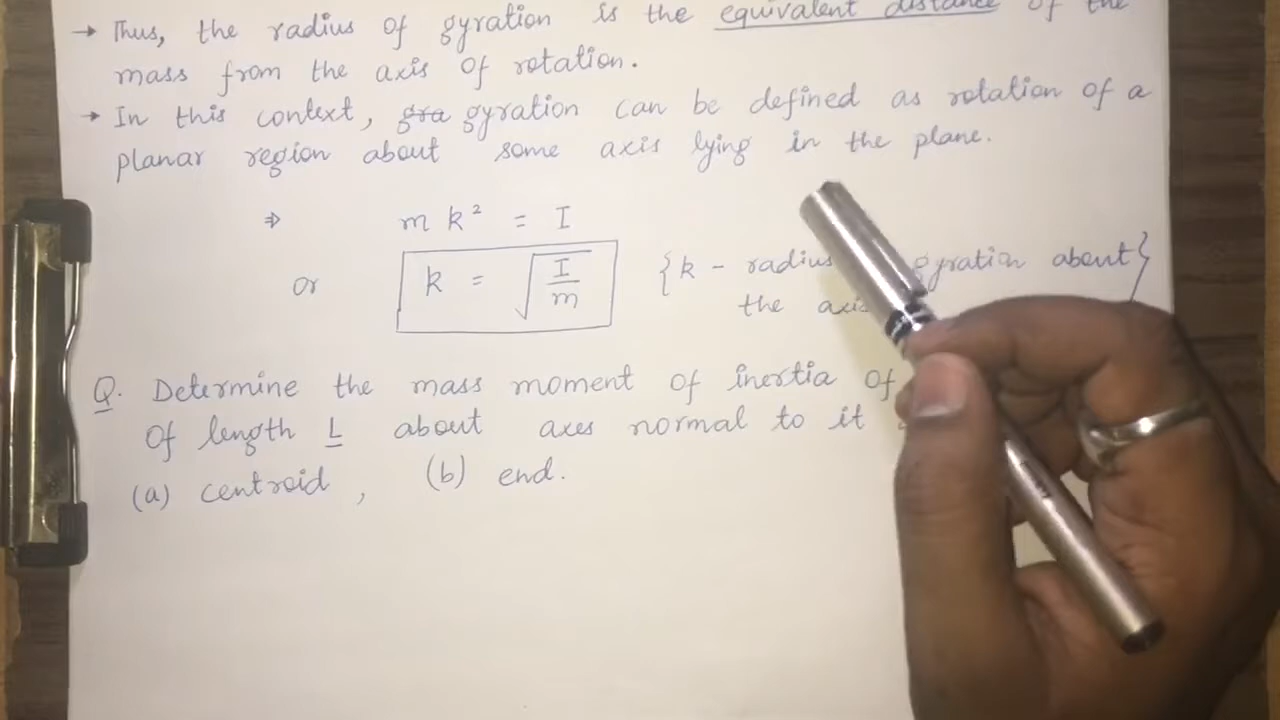 → Thus, the radius of gyration is the equivalent distance of the
mass from the axis of rotation.
→ In this context, gra gyration can be defined as rotation of a
planar region about some axis lying in the plane.
⇒ m k² = I
or k = √(I/m) {k - radius gyration about
the axis }
Q. Determine the mass moment of inertia of
of length L about axes normal to it
(a) centroid , (b) end.